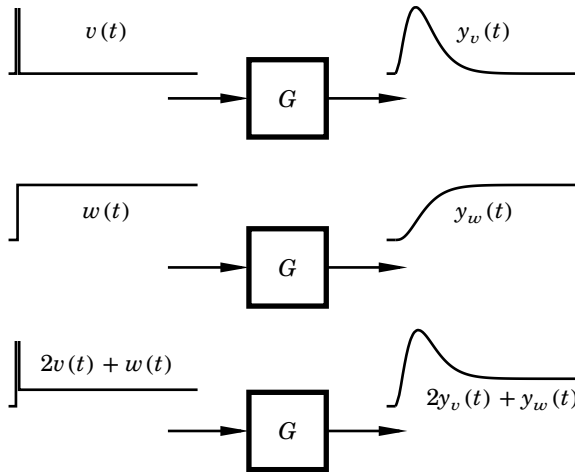 v(t)
y_v(t)
G
w(t)
y_w(t)
G
2v(t) + w(t)
2y_v(t) + y_w(t)
G